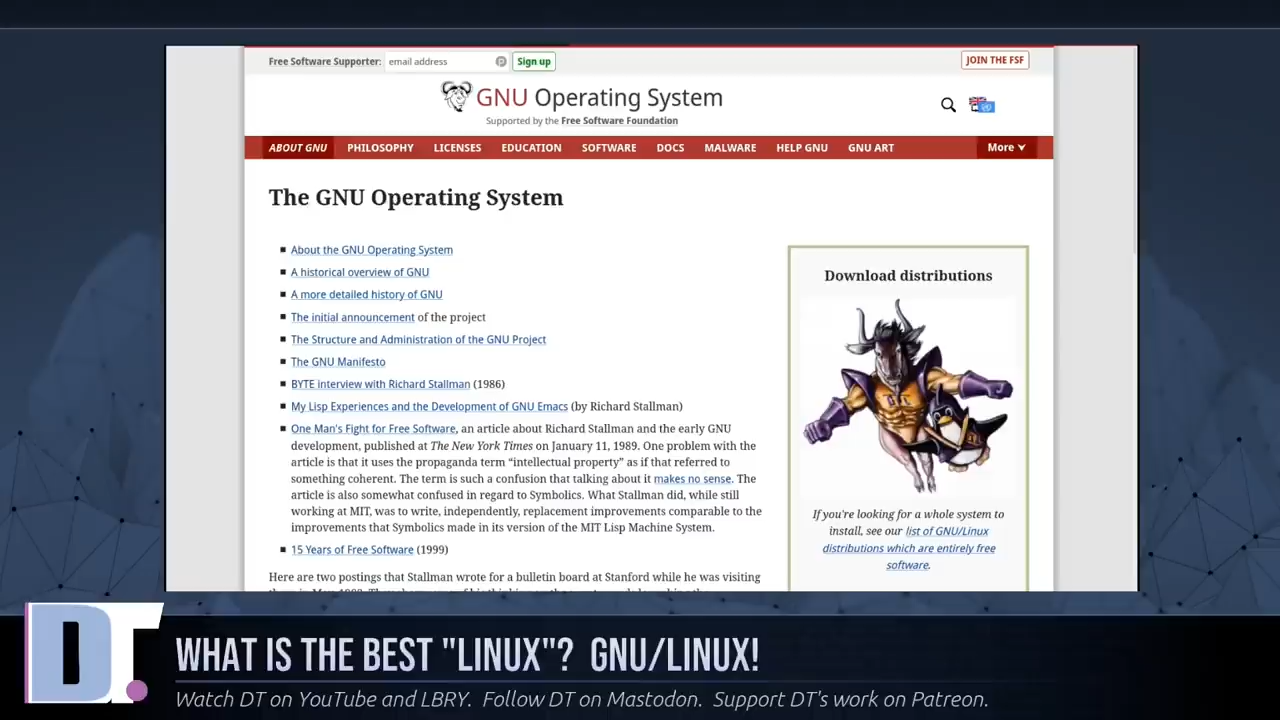 Free Software Supporter: email address Sign up JOIN THE FSF
GNU Operating System
Supported by the Free Software Foundation
ABOUT GNU PHILOSOPHY LICENSES EDUCATION SOFTWARE DOCS MALWARE HELP GNU GNU ART More
The GNU Operating System
About the GNU Operating System
A historical overview of GNU
A more detailed history of GNU
The initial announcement of the project
The Structure and Administration of the GNU Project
The GNU Manifesto
BYTE interview with Richard Stallman (1986)
My Lisp Experiences and the Development of GNU Emacs (by Richard Stallman)
One Man's Fight for Free Software, an article about Richard Stallman and the early GNU
development, published at The New York Times on January 11, 1989. One problem with the
article is that it uses the propaganda term “intellectual property” as if that referred to
something coherent. The term is such a confusion that talking about it makes no sense. The
article is also somewhat confused in regard to Symbolics. What Stallman did, while still
working at MIT, was to write, independently, replacement improvements comparable to the
improvements that Symbolics made in its version of the MIT Lisp Machine System.
15 Years of Free Software (1999)
Here are two postings that Stallman wrote for a bulletin board at Stanford while he was visiting
Download distributions
If you're looking for a whole system to
install, see our list of GNU/Linux
distributions which are entirely free
software.
DT.
WHAT IS THE BEST "LINUX"? GNU/LINUX!
Watch DT on YouTube and LBRY. Follow DT on Mastodon. Support DT's work on Patreon.